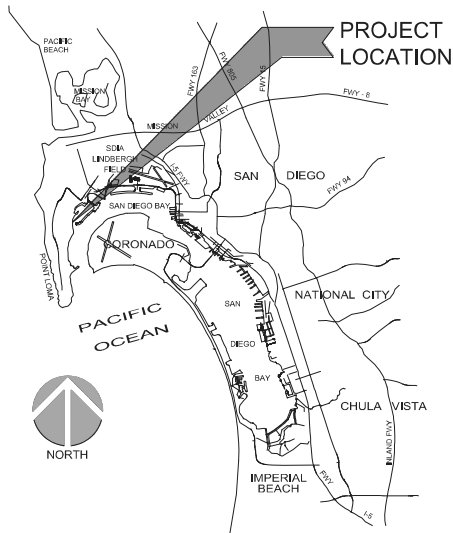 PROJECT
LOCATION
PACIFIC
BEACH
MISSION
BAY
FWY 163
FWY 805
FWY 15
FWY - 8
MISSION
VALLEY
SDIA
LINDBERGH
FIELD
I-5 FWY
SAN DIEGO
FWY 94
SAN DIEGO BAY
CORONADO
POINT LOMA
PACIFIC
OCEAN
SAN
DIEGO
BAY
NATIONAL CITY
CHULA VISTA
INLAND FWY
NORTH
IMPERIAL
BEACH
FWY
I-5